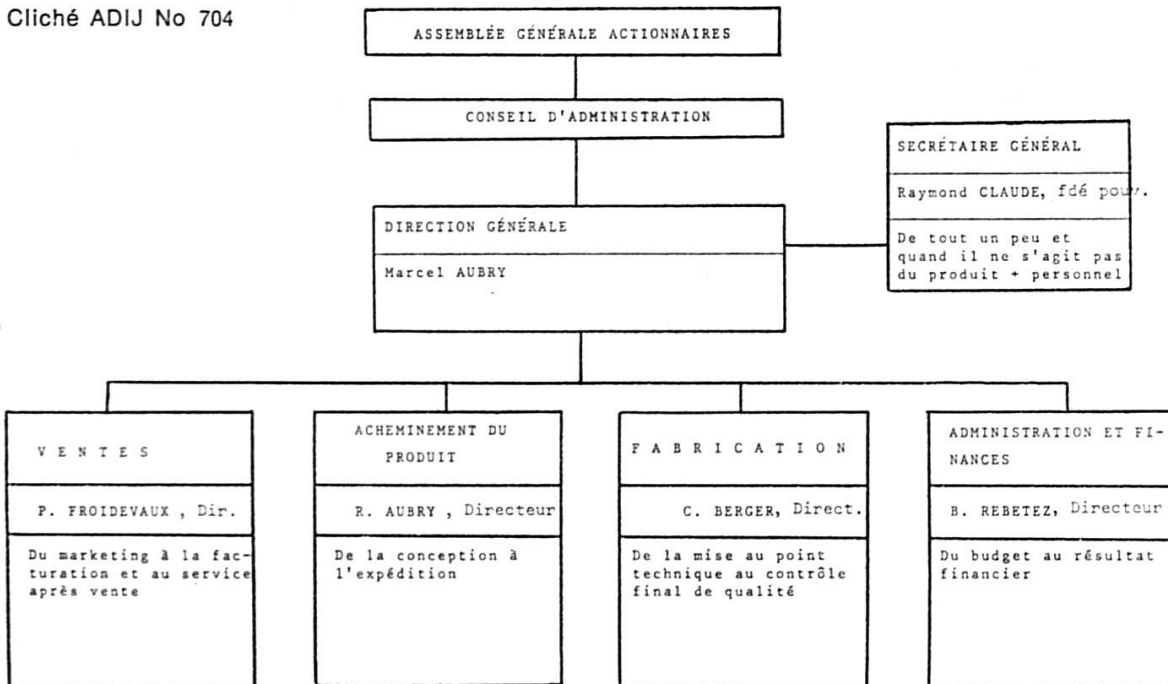 Cliché ADIJ No 704
ASSEMBLÉE GÉNÉRALE ACTIONNAIRES
CONSEIL D'ADMINISTRATION
SECRÉTAIRE GÉNÉRAL
Raymond CLAUDE, fdé pouv.
De tout un peu et
quand il ne s'agit pas
du produit + personnel
DIRECTION GÉNÉRALE
Marcel AUBRY
VENTES
P. FROIDEVAUX , Dir.
Du marketing à la fac-
turation et au service
après vente
ACHEMINEMENT DU
PRODUIT
R. AUBRY , Directeur
De la conception à
l'expédition
FABRICATION
C. BERGER, Direct.
De la mise au point
technique au contrôle
final de qualité
ADMINISTRATION ET FI-
NANCES
B. REBETEZ, Directeur
Du budget au résultat
financier